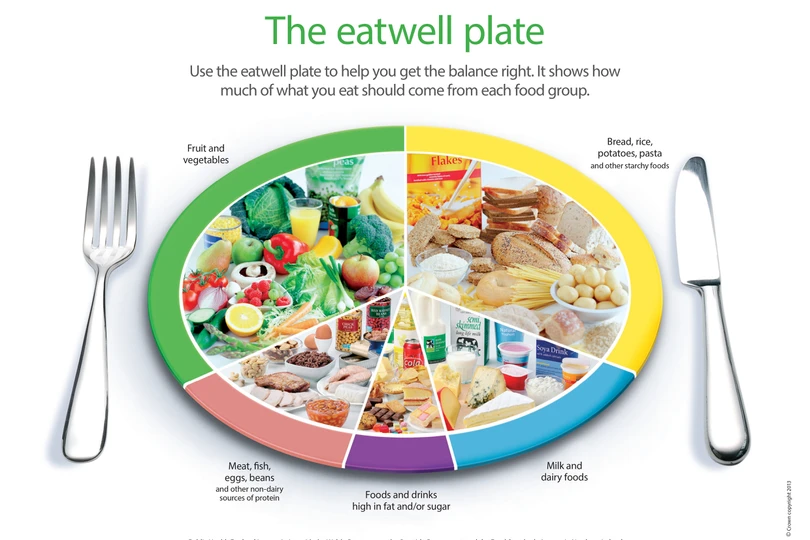 The eatwell plate
Use the eatwell plate to help you get the balance right. It shows how
much of what you eat should come from each food group.
Fruit and
vegetables
Bread, rice,
potatoes, pasta
and other starchy foods
peas
Flakes
cola
semi
skimmed
long life milk
Soya Drink
Meat, fish,
eggs, beans
and other non-dairy
sources of protein
Foods and drinks
high in fat and/or sugar
Milk and
dairy foods
© Crown copyright 2013